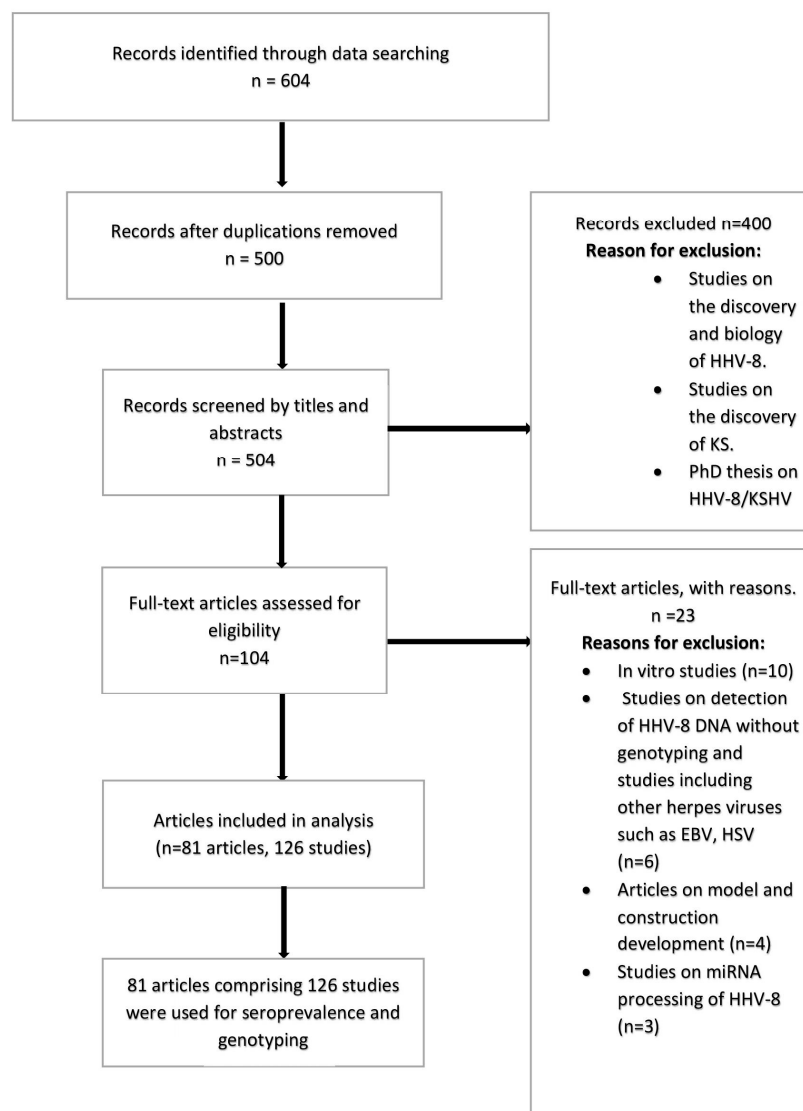 Records identified through data searching
n = 604
Records after duplications removed
n = 500
Records screened by titles and
abstracts
n = 504
Records excluded n=400
Reason for exclusion:
• Studies on
the discovery
and biology
of HHV-8.
• Studies on
the discovery
of KS.
• PhD thesis on
HHV-8/KSHV
Full-text articles assessed for
eligibility
n=104
Full-text articles, with reasons.
n =23
Reasons for exclusion:
• In vitro studies (n=10)
• Studies on detection
of HHV-8 DNA without
genotyping and
studies including
other herpes viruses
such as EBV, HSV
(n=6)
• Articles on model and
construction
development (n=4)
• Studies on miRNA
processing of HHV-8
(n=3)
Articles included in analysis
(n=81 articles, 126 studies)
81 articles comprising 126 studies
were used for seroprevalence and
genotyping